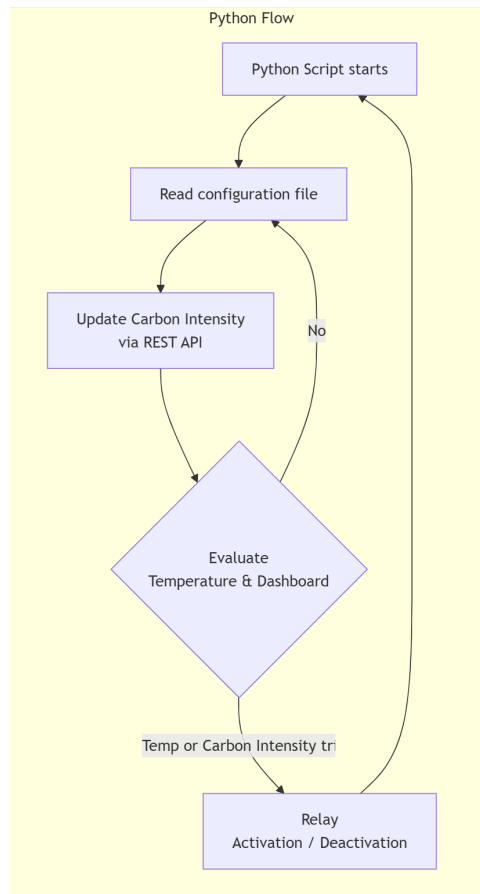 Python Flow
Python Script starts
Read configuration file
Update Carbon Intensity
via REST API
No
Evaluate
Temperature & Dashboard
Temp or Carbon Intensity tri
Relay
Activation / Deactivation